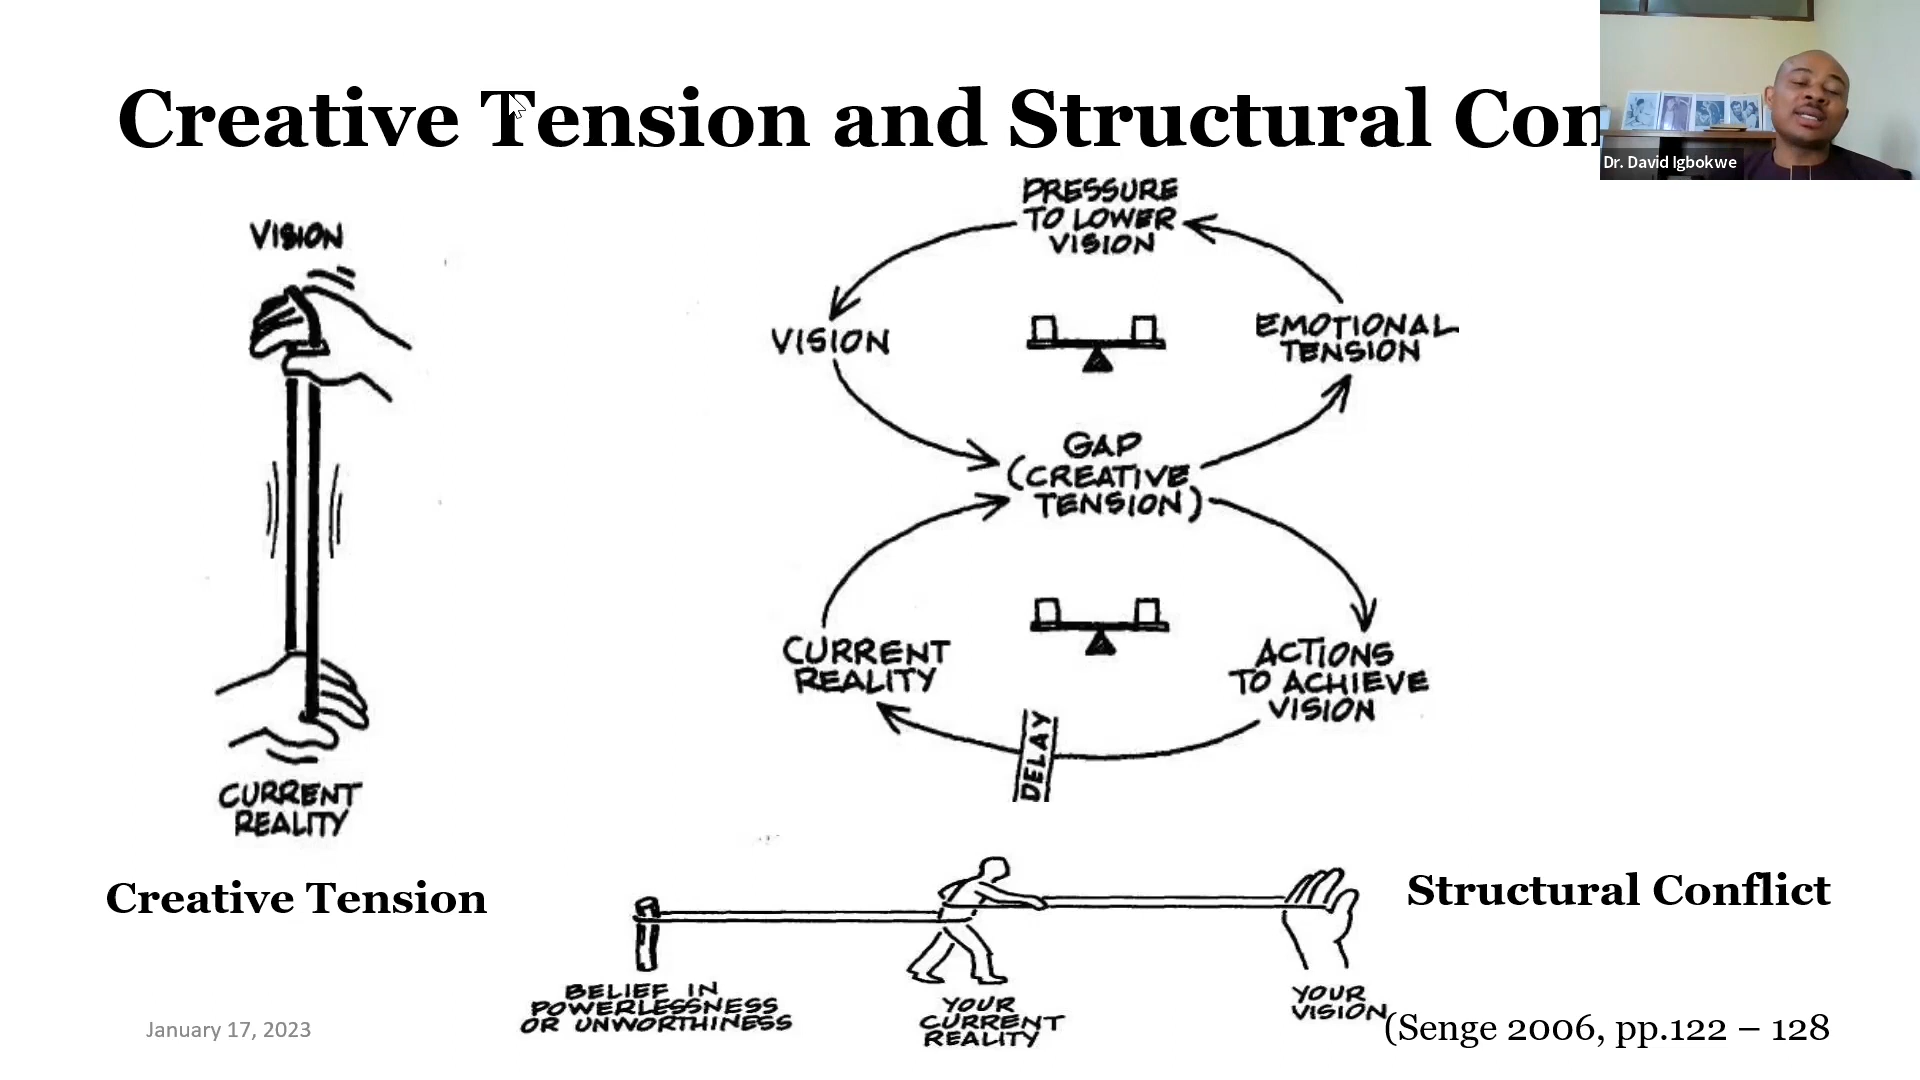 Creative Tension and Structural Con
Dr. David Igbokwe
VISION
CURRENT
REALITY
Creative Tension
PRESSURE
TO LOWER
VISION
VISION
EMOTIONAL
TENSION
GAP
(CREATIVE
TENSION)
CURRENT
REALITY
ACTIONS
TO ACHIEVE
VISION
DELAY
Structural Conflict
BELIEF IN
POWERLESSNESS
OR UNWORTHINESS
YOUR
CURRENT
REALITY
YOUR
VISION
January 17, 2023
(Senge 2006, pp.122 – 128